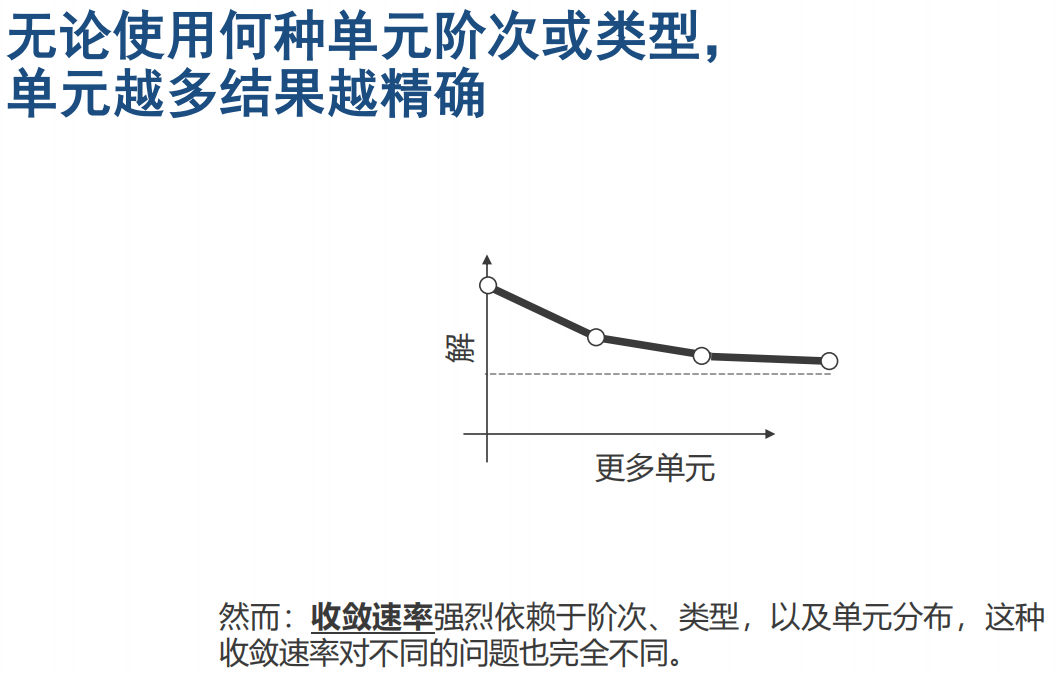 无论使用何种单元阶次或类型，
单元越多结果越精确
解
更多单元
然而：收敛速率强烈依赖于阶次、类型，以及单元分布，这种
收敛速率对不同的问题也完全不同。